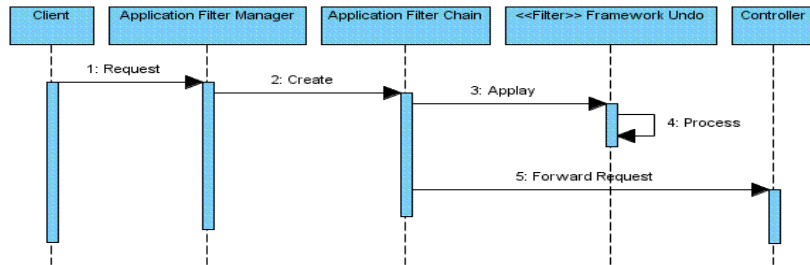 Client
Application Filter Manager
Application Filter Chain
<<Filter>> Framework Undo
Controller
1: Request
2: Create
3: Applay
4: Process
5: Forward Request